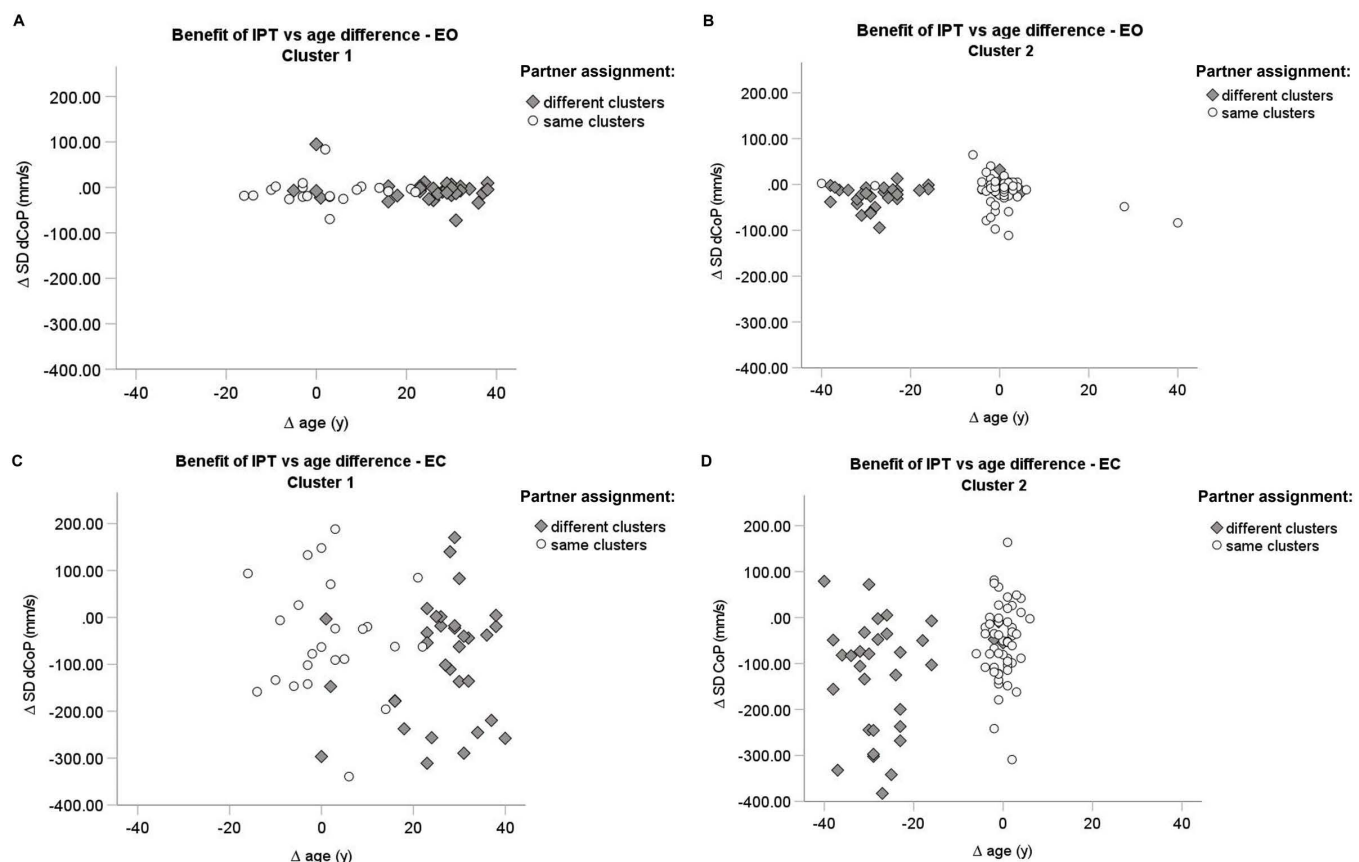 A
Benefit of IPT vs age difference - EO
Cluster 1
Partner assignment:
different clusters
same clusters
200.00
100.00
.00
-100.00
-200.00
-300.00
-400.00
Δ SD dCoP (mm/s)
-40
-20
0
20
40
Δ age (y)
B
Benefit of IPT vs age difference - EO
Cluster 2
Partner assignment:
different clusters
same clusters
200.00
100.00
.00
-100.00
-200.00
-300.00
-400.00
Δ SD dCoP (mm/s)
-40
-20
0
20
40
Δ age (y)
C
Benefit of IPT vs age difference - EC
Cluster 1
Partner assignment:
different clusters
same clusters
200.00
100.00
.00
-100.00
-200.00
-300.00
-400.00
Δ SD dCoP (mm/s)
-40
-20
0
20
40
Δ age (y)
D
Benefit of IPT vs age difference - EC
Cluster 2
Partner assignment:
different clusters
same clusters
200.00
100.00
.00
-100.00
-200.00
-300.00
-400.00
Δ SD CoP (mm/s)
-40
-20
0
20
40
Δ age (y)